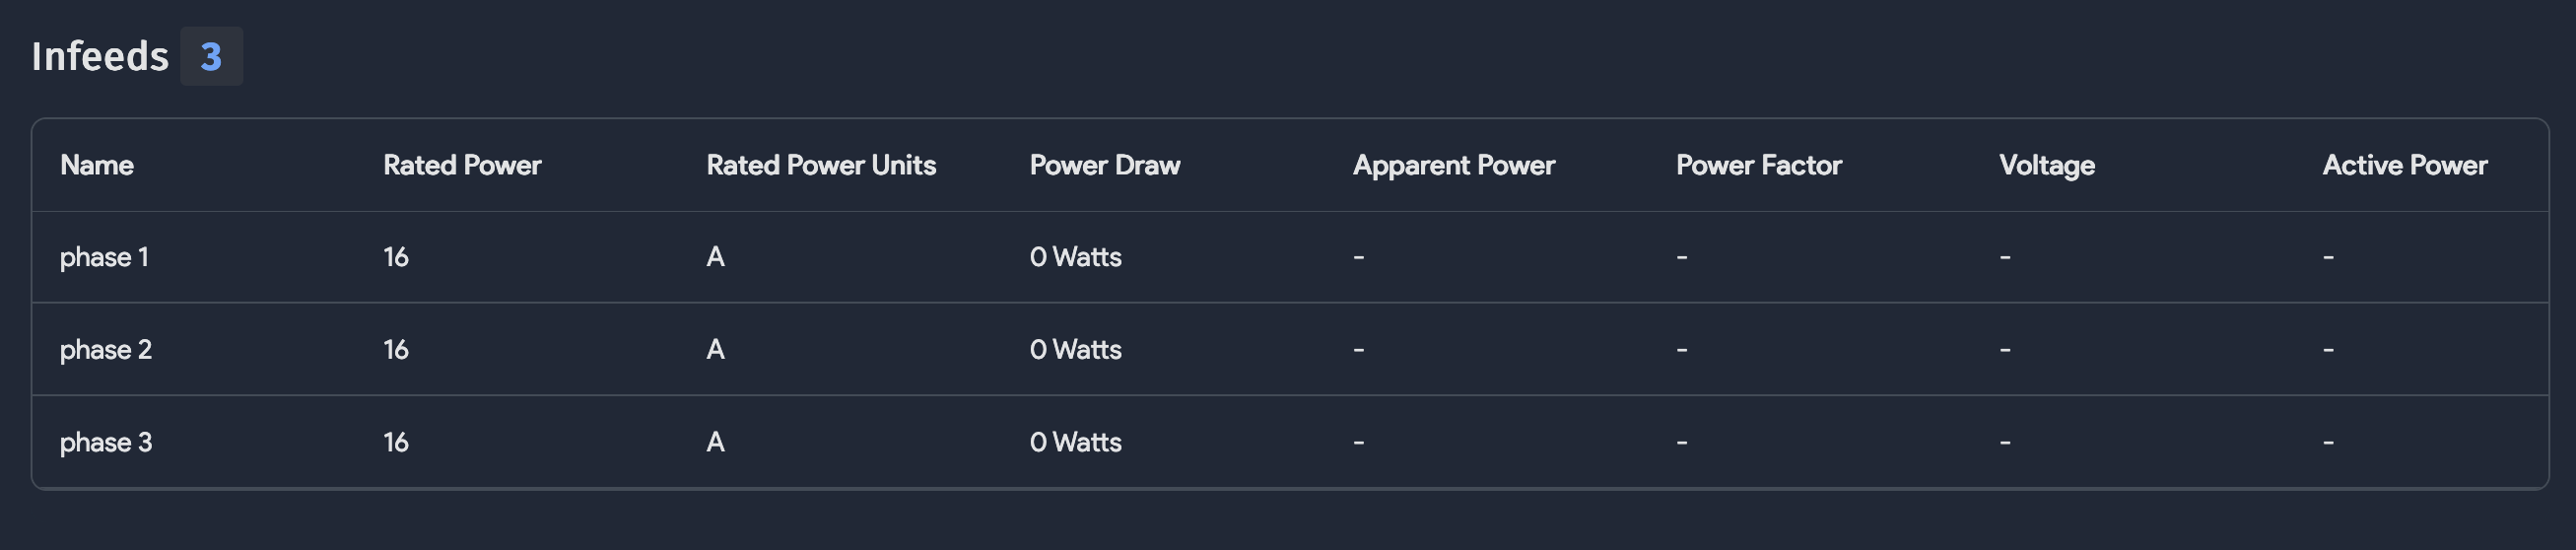 Infeeds 3
Name Rated Power Rated Power Units Power Draw Apparent Power Power Factor Voltage Active Power
phase 1 16 A 0 Watts - - - -
phase 2 16 A 0 Watts - - - -
phase 3 16 A 0 Watts - - - -